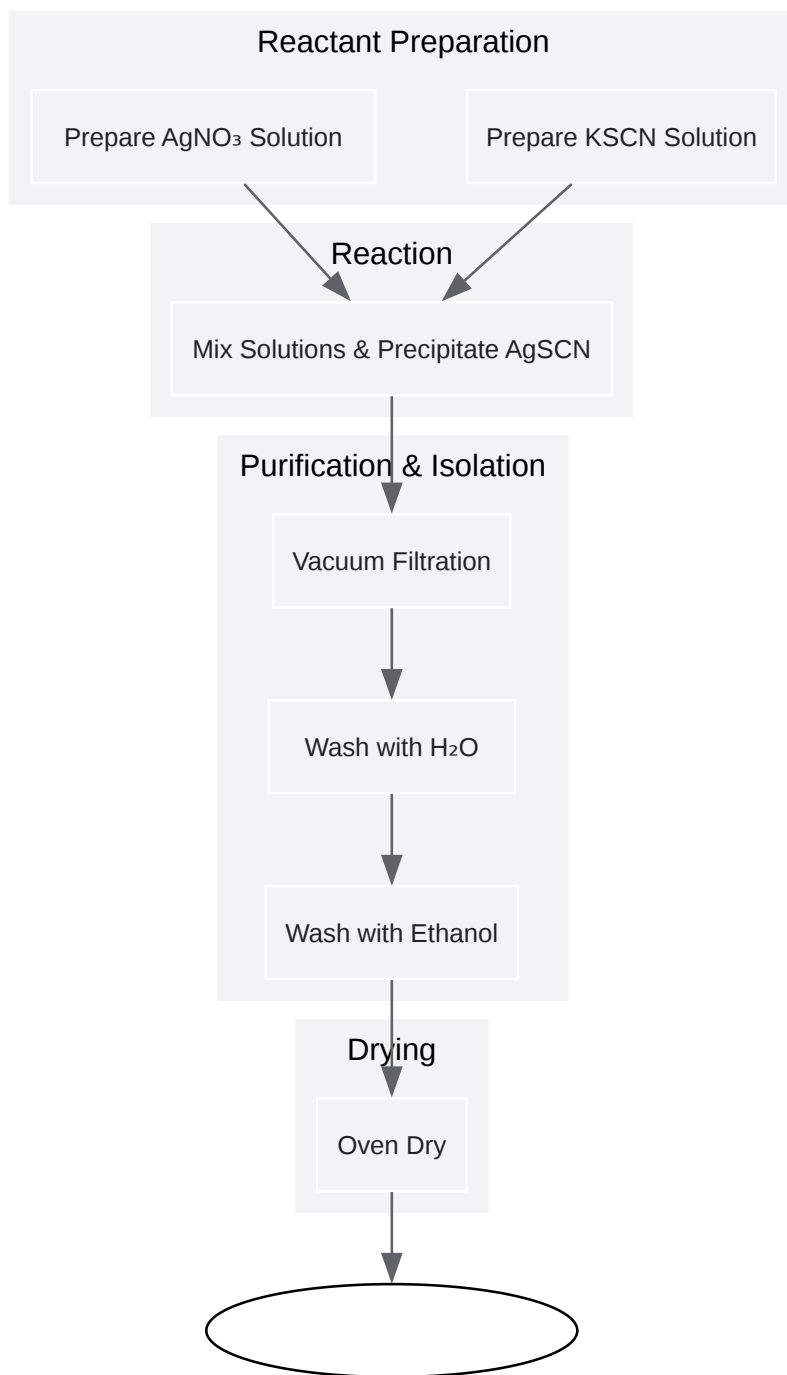 Reactant Preparation
Prepare AgNO₃ Solution
Prepare KSCN Solution
Reaction
Mix Solutions & Precipitate AgSCN
Purification & Isolation
Vacuum Filtration
Wash with H₂O
Wash with Ethanol
Drying
Oven Dry